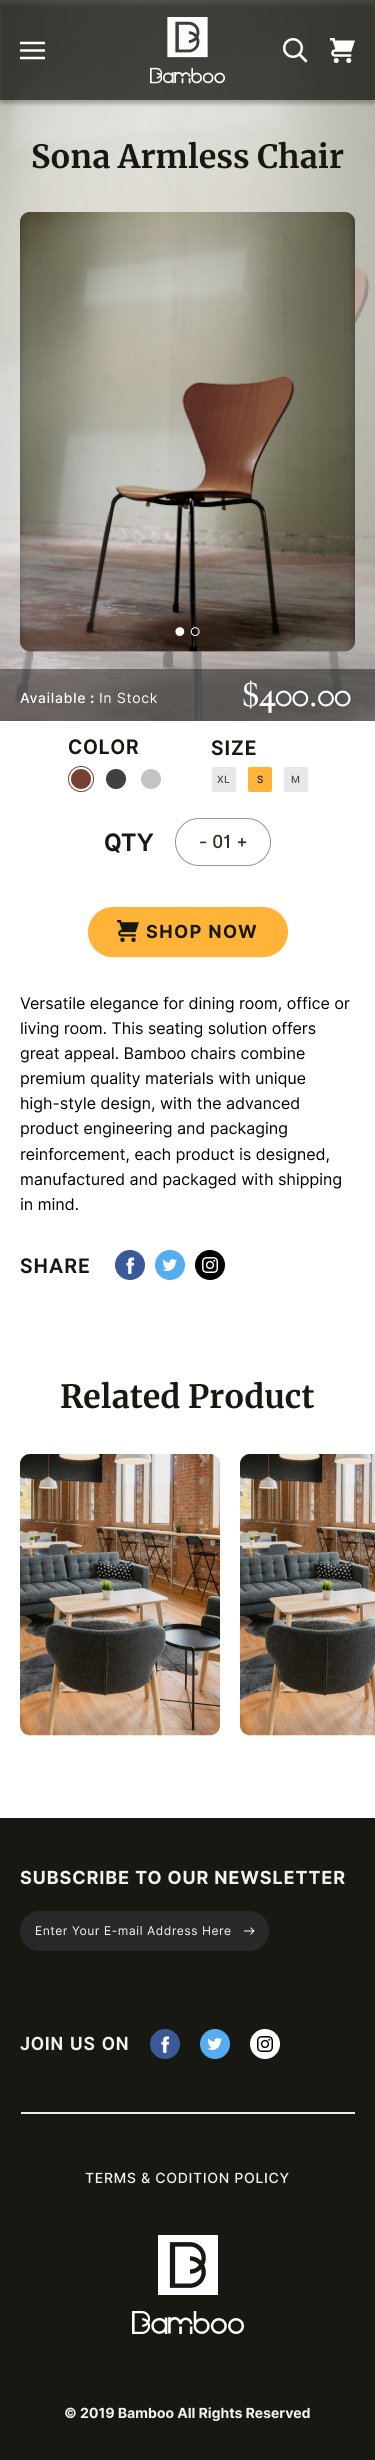 B
Bamboo
Sona Armless Chair
Available : In Stock
$400.00
COLOR
SIZE
XL
S
M
QTY
- 01 +
SHOP NOW
Versatile elegance for dining room, office or
living room. This seating solution offers
great appeal. Bamboo chairs combine
premium quality materials with unique
high-style design, with the advanced
product engineering and packaging
reinforcement, each product is designed,
manufactured and packaged with shipping
in mind.
SHARE
Related Product
SUBSCRIBE TO OUR NEWSLETTER
Enter Your E-mail Address Here →
JOIN US ON
TERMS & CODITION POLICY
B
Bamboo
© 2019 Bamboo All Rights Reserved